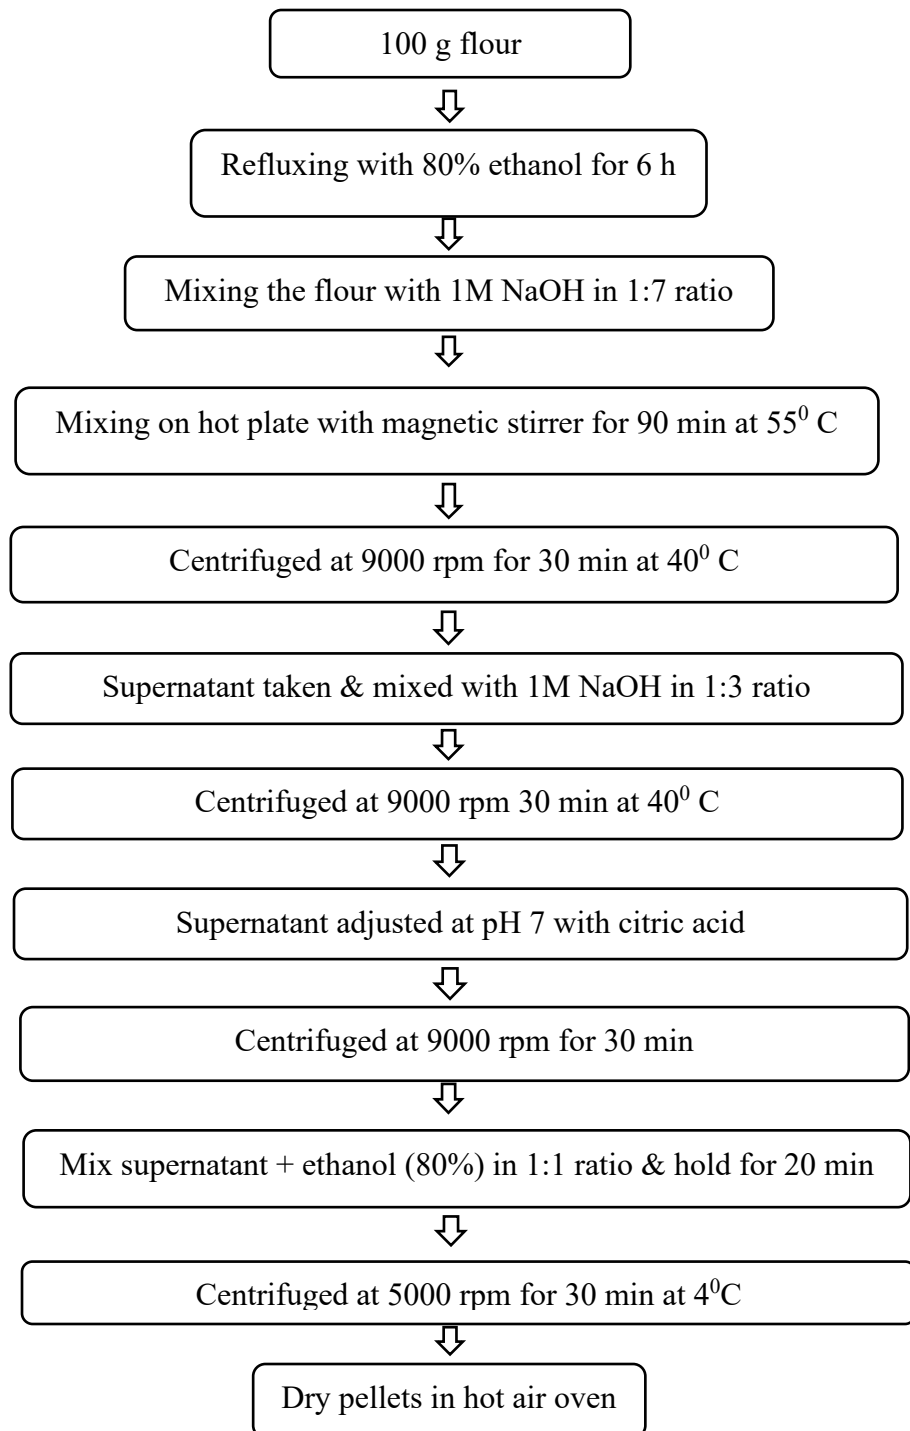 100 g flour
Refluxing with 80% ethanol for 6 h
Mixing the flour with 1M NaOH in 1:7 ratio
Mixing on hot plate with magnetic stirrer for 90 min at 55⁰ C
Centrifuged at 9000 rpm for 30 min at 40⁰ C
Supernatant taken & mixed with 1M NaOH in 1:3 ratio
Centrifuged at 9000 rpm 30 min at 40⁰ C
Supernatant adjusted at pH 7 with citric acid
Centrifuged at 9000 rpm for 30 min
Mix supernatant + ethanol (80%) in 1:1 ratio & hold for 20 min
Centrifuged at 5000 rpm for 30 min at 4⁰C
Dry pellets in hot air oven